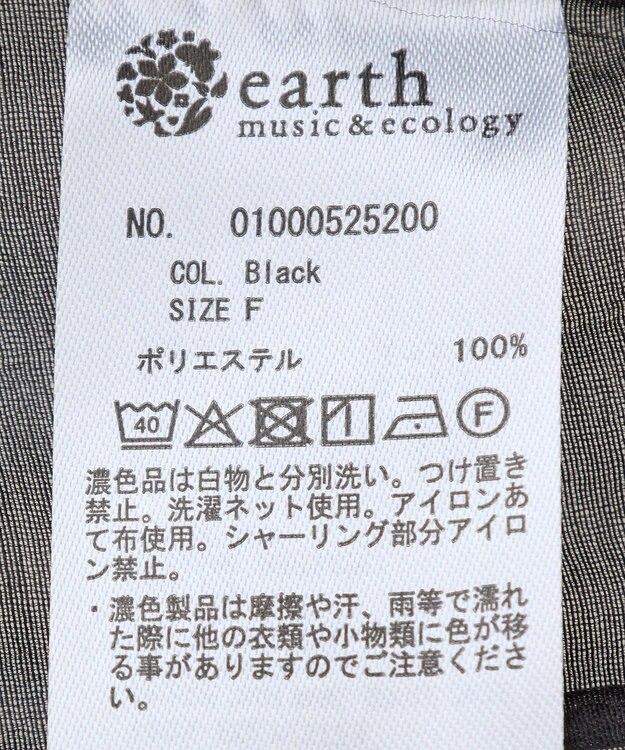 earth
music & ecology
NO. 01000525200
COL. Black
SIZE F
ポリエステル 100%
40 F
濃色品は白物と分別洗い。つけ置き
禁止。洗濯ネット使用。アイロンあ
て布使用。シャーリング部分アイロ
ン禁止。
・濃色製品は摩擦や汗、雨等で濡れ
た際に他の衣類や小物類に色が移
る事がありますのでご注意くださ
い。